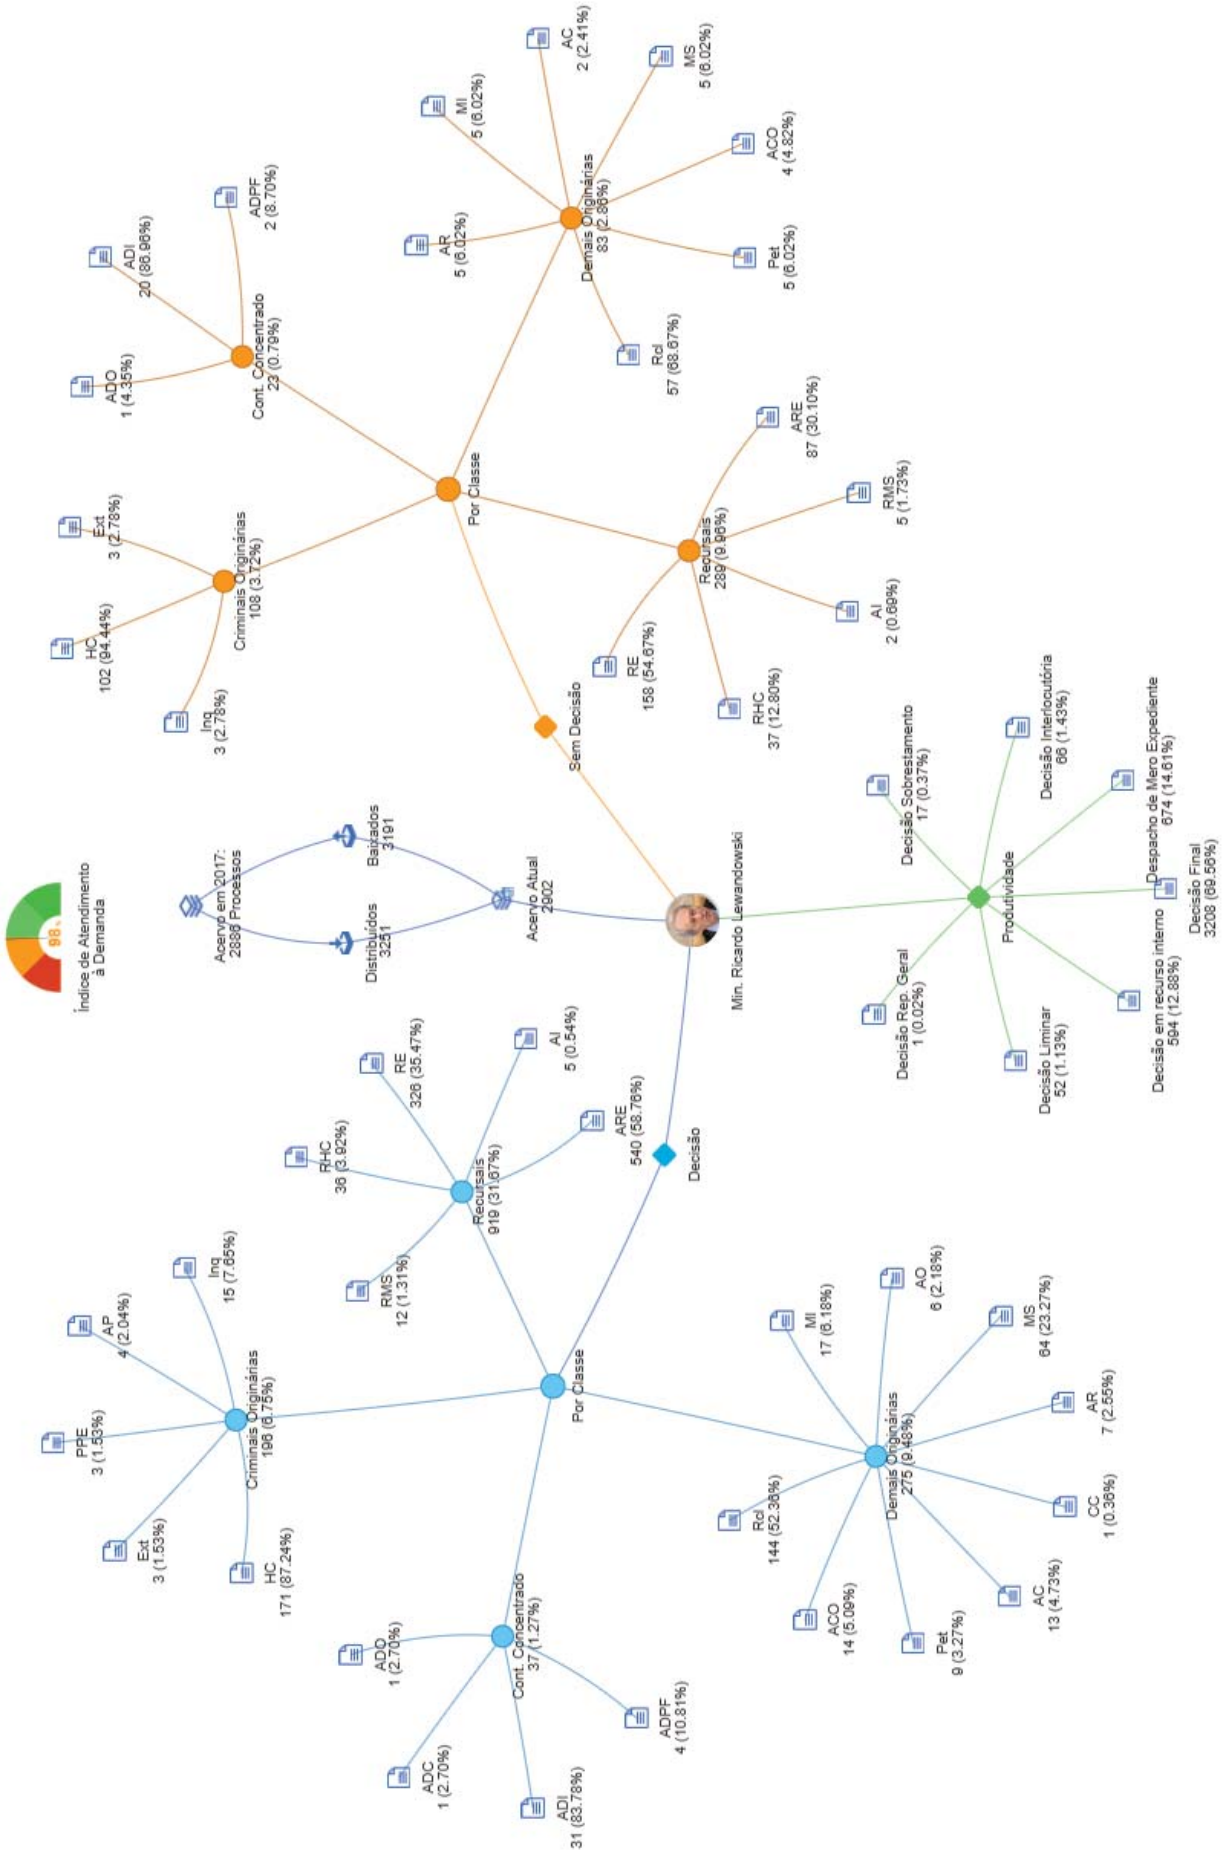 98.
Índice de Atendimento
à Demanda
Acervo em 2017:
2886 Processos
Distribuídos
3251
Baixados
3191
Acervo Atual
2902
Min. Ricardo Lewandowski
Decisão
Por Classe
Criminais Originárias
196 (6.75%)
HC
171 (87.24%)
Ext
3 (1.53%)
PPE
3 (1.53%)
AP
4 (2.04%)
Inq
15 (7.65%)
Recursais
919 (31.67%)
RMS
12 (1.31%)
RHC
36 (3.92%)
RE
326 (35.47%)
AI
5 (0.54%)
ARE
540 (58.76%)
Cont. Concentrado
37 (1.27%)
ADO
1 (2.70%)
ADC
1 (2.70%)
ADI
31 (83.78%)
ADPF
4 (10.81%)
Demais Originárias
275 (9.48%)
Rcl
144 (52.36%)
ACO
14 (5.09%)
Pet
9 (3.27%)
AC
13 (4.73%)
CC
1 (0.36%)
AR
7 (2.55%)
MS
64 (23.27%)
AO
6 (2.18%)
MI
17 (6.18%)
Sem Decisão
Por Classe
Criminais Originárias
108 (3.72%)
Inq
3 (2.78%)
HC
102 (94.44%)
Ext
3 (2.78%)
Cont. Concentrado
23 (0.79%)
ADO
1 (4.35%)
ADI
20 (86.96%)
ADPF
2 (8.70%)
Demais Originárias
83 (2.86%)
AR
5 (6.02%)
MI
5 (6.02%)
AC
2 (2.41%)
MS
5 (6.02%)
ACO
4 (4.82%)
Pet
5 (6.02%)
Rcl
57 (68.67%)
Recursais
289 (9.96%)
RE
158 (54.67%)
RHC
37 (12.80%)
AI
2 (0.69%)
RMS
5 (1.73%)
ARE
87 (30.10%)
Produtividade
Decisão Rep. Geral
1 (0.02%)
Decisão Sobrestamento
17 (0.37%)
Decisão Liminar
52 (1.13%)
Decisão Interlocutória
66 (1.43%)
Decisão em recurso interno
594 (12.88%)
Despacho de Mero Expediente
674 (14.61%)
Decisão Final
3208 (69.56%)